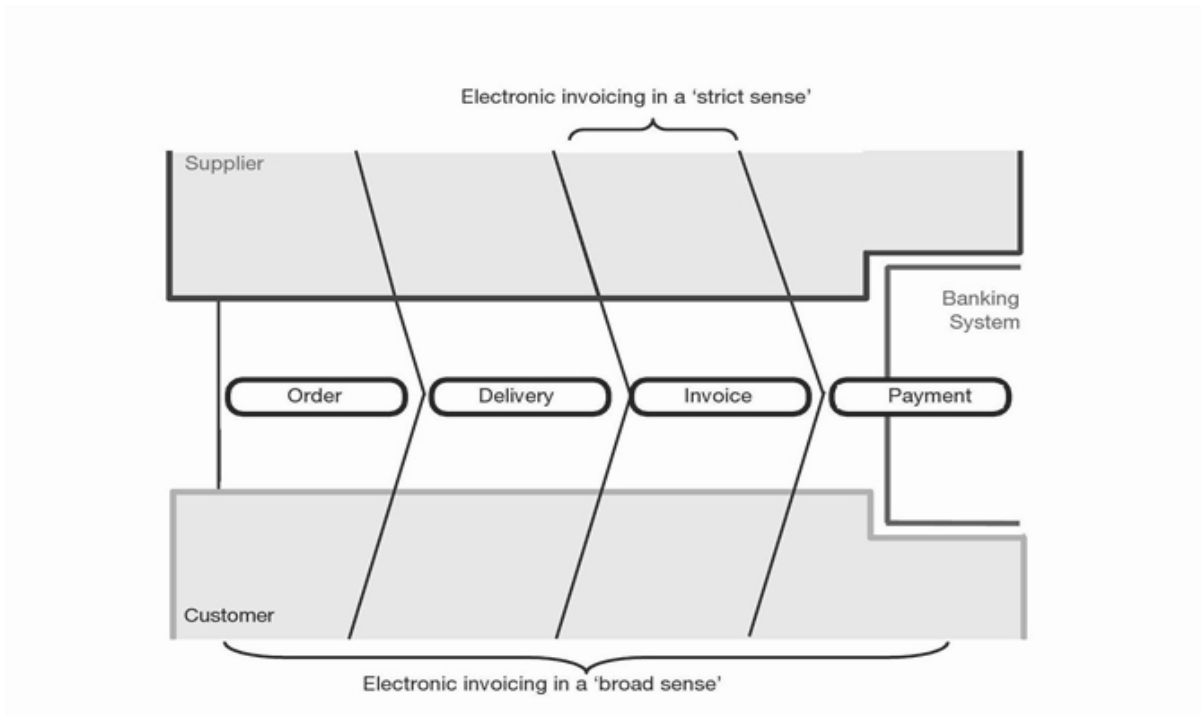 Electronic invoicing in a ‘strict sense’
Supplier
Banking
System
Order
Delivery
Invoice
Payment
Customer
Electronic invoicing in a ‘broad sense’